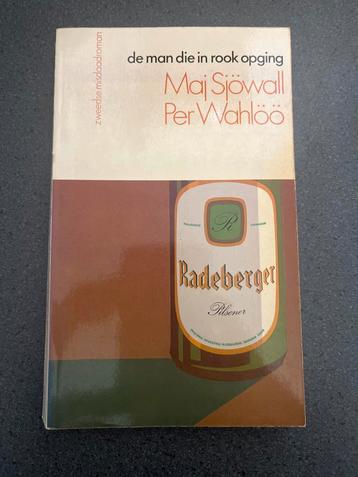 zweedse misdaadroman
de man die in rook opging
Maj Sjöwall
Per Wahlöö
R
Radeberger
Pilsener